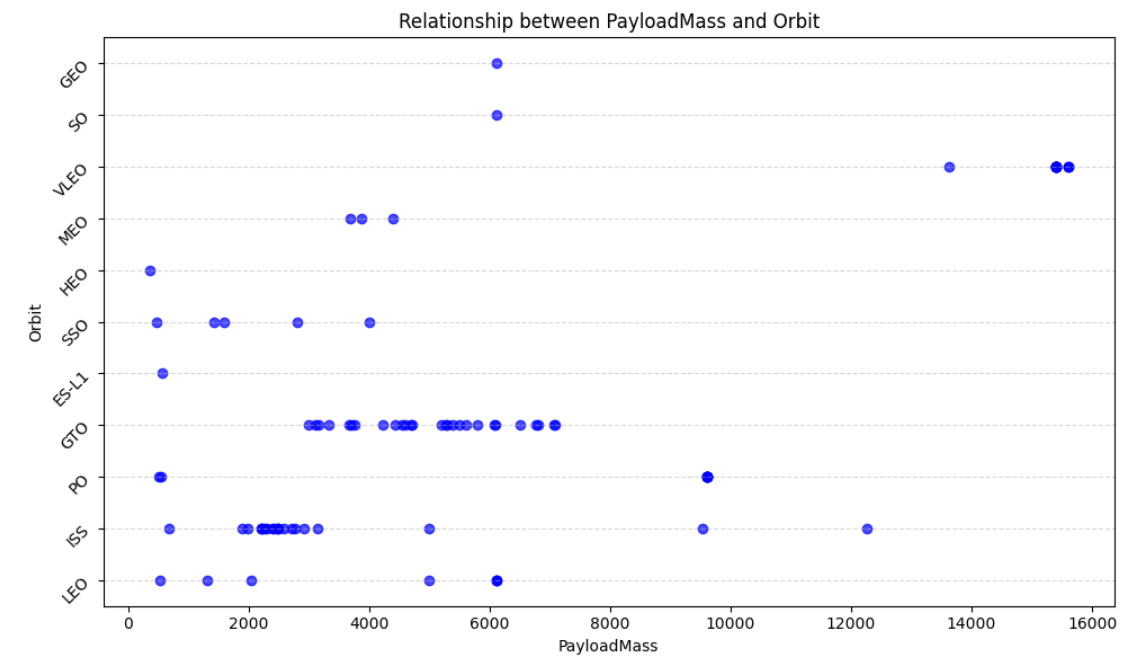 Relationship between PayloadMass and Orbit
GEO
SO
VLEO
MEO
HEO
SSO
ES-L1
GTO
PO
ISS
LEO
Orbit
0 2000 4000 6000 8000 10000 12000 14000 16000
PayloadMass